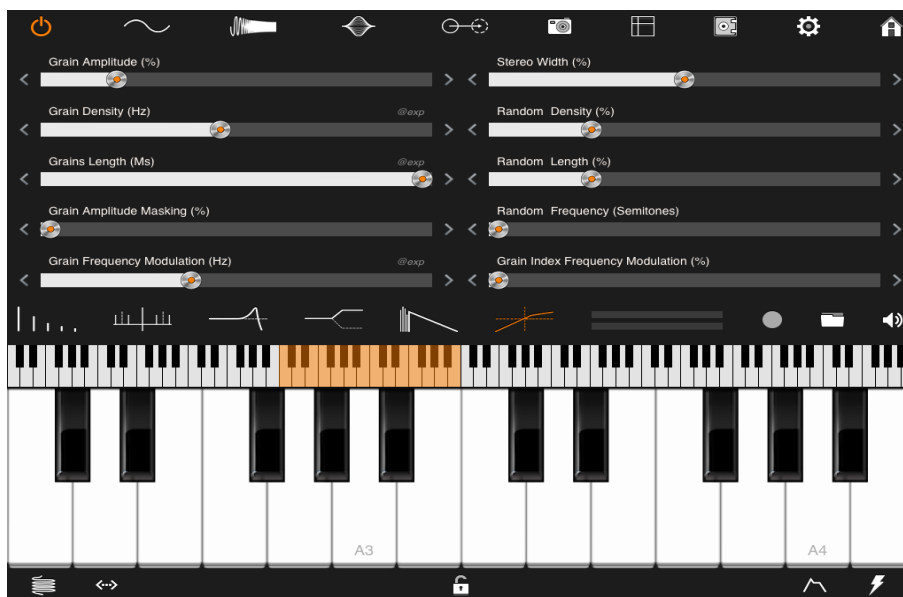 Grain Amplitude (%)
Stereo Width (%)
Grain Density (Hz)
@exp
Random Density (%)
Grains Length (Ms)
@exp
Random Length (%)
Grain Amplitude Masking (%)
Random Frequency (Semitones)
Grain Frequency Modulation (Hz)
@exp
Grain Index Frequency Modulation (%)
A3
A4